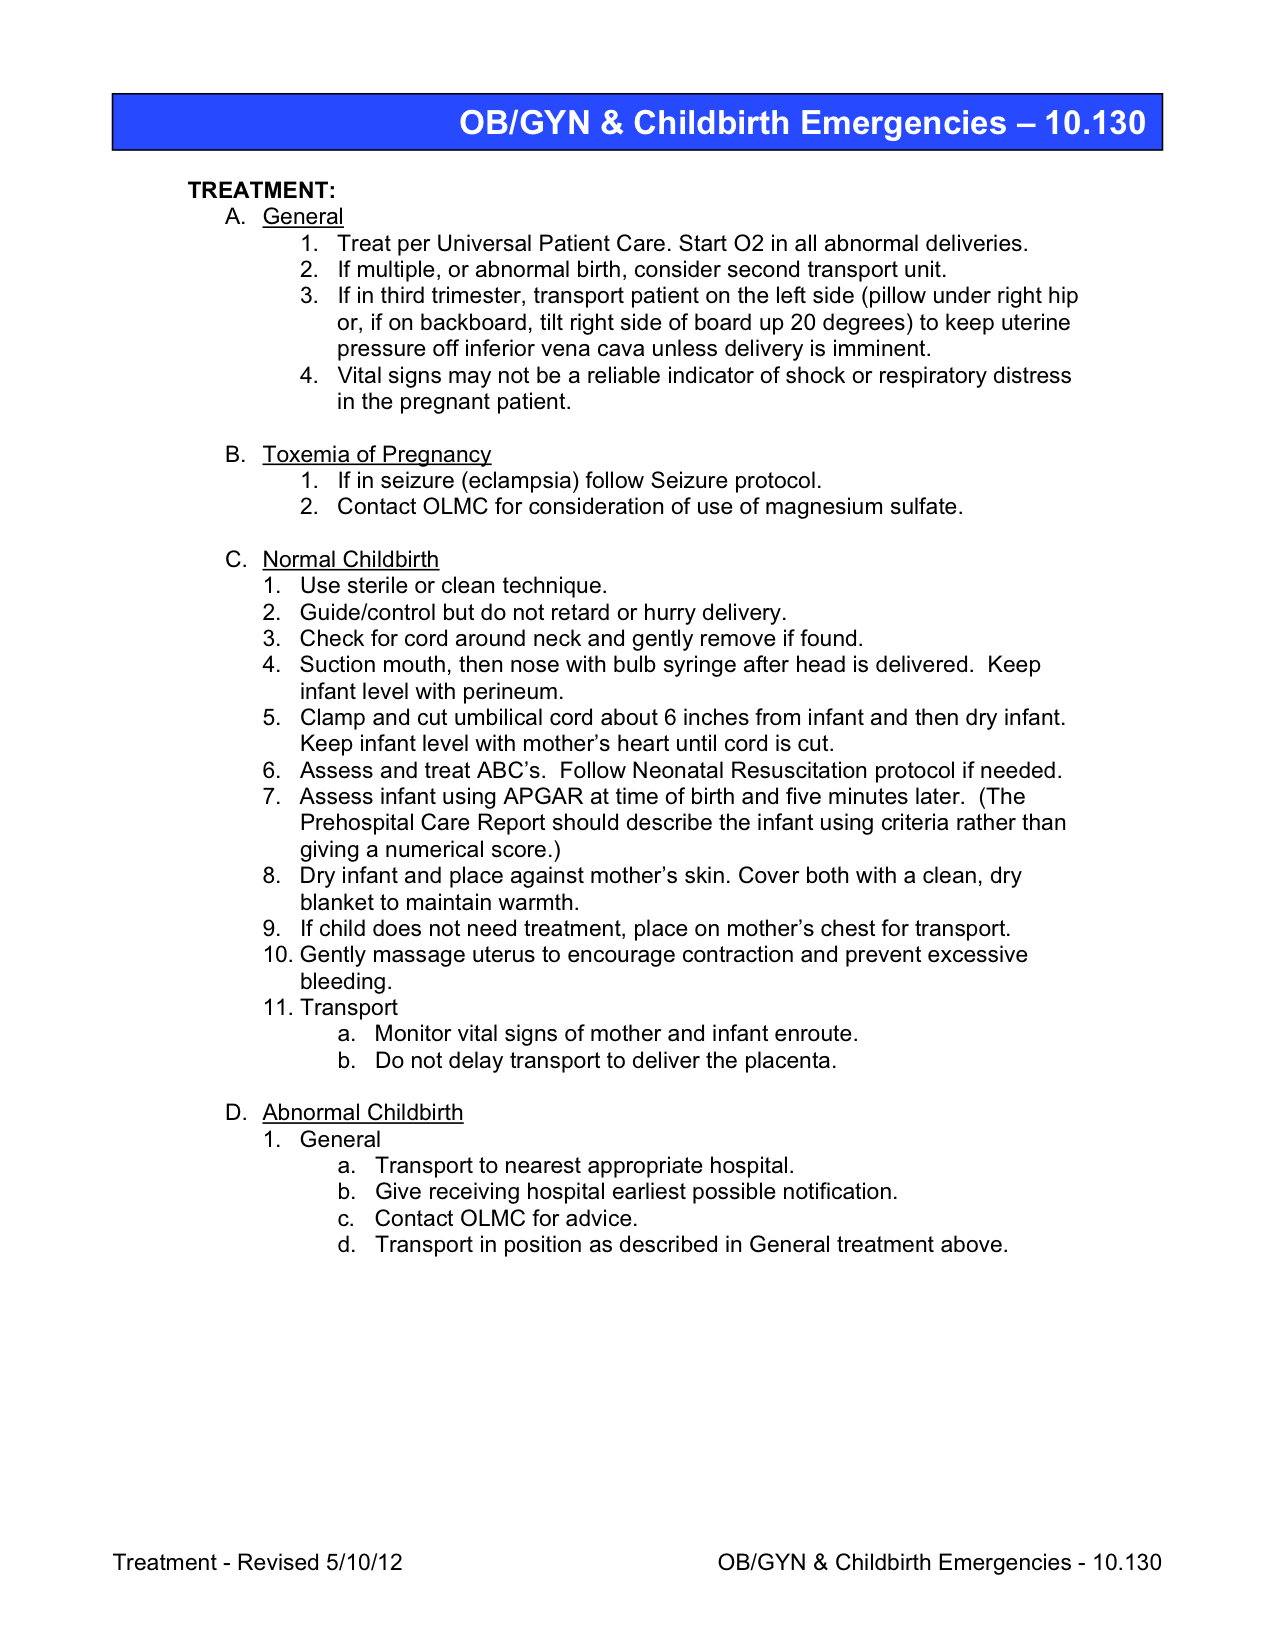 OB/GYN & Childbirth Emergencies – 10.130
TREATMENT:
A. General
1. Treat per Universal Patient Care. Start O2 in all abnormal deliveries.
2. If multiple, or abnormal birth, consider second transport unit.
3. If in third trimester, transport patient on the left side (pillow under right hip
or, if on backboard, tilt right side of board up 20 degrees) to keep uterine
pressure off inferior vena cava unless delivery is imminent.
4. Vital signs may not be a reliable indicator of shock or respiratory distress
in the pregnant patient.
B. Toxemia of Pregnancy
1. If in seizure (eclampsia) follow Seizure protocol.
2. Contact OLMC for consideration of use of magnesium sulfate.
C. Normal Childbirth
1. Use sterile or clean technique.
2. Guide/control but do not retard or hurry delivery.
3. Check for cord around neck and gently remove if found.
4. Suction mouth, then nose with bulb syringe after head is delivered. Keep
infant level with perineum.
5. Clamp and cut umbilical cord about 6 inches from infant and then dry infant.
Keep infant level with mother's heart until cord is cut.
6. Assess and treat ABC's. Follow Neonatal Resuscitation protocol if needed.
7. Assess infant using APGAR at time of birth and five minutes later. (The
Prehospital Care Report should describe the infant using criteria rather than
giving a numerical score.)
8. Dry infant and place against mother's skin. Cover both with a clean, dry
blanket to maintain warmth.
9. If child does not need treatment, place on mother's chest for transport.
10. Gently massage uterus to encourage contraction and prevent excessive
bleeding.
11. Transport
a. Monitor vital signs of mother and infant enroute.
b. Do not delay transport to deliver the placenta.
D. Abnormal Childbirth
1. General
a. Transport to nearest appropriate hospital.
b. Give receiving hospital earliest possible notification.
c. Contact OLMC for advice.
d. Transport in position as described in General treatment above.
Treatment - Revised 5/10/12 OB/GYN & Childbirth Emergencies - 10.130